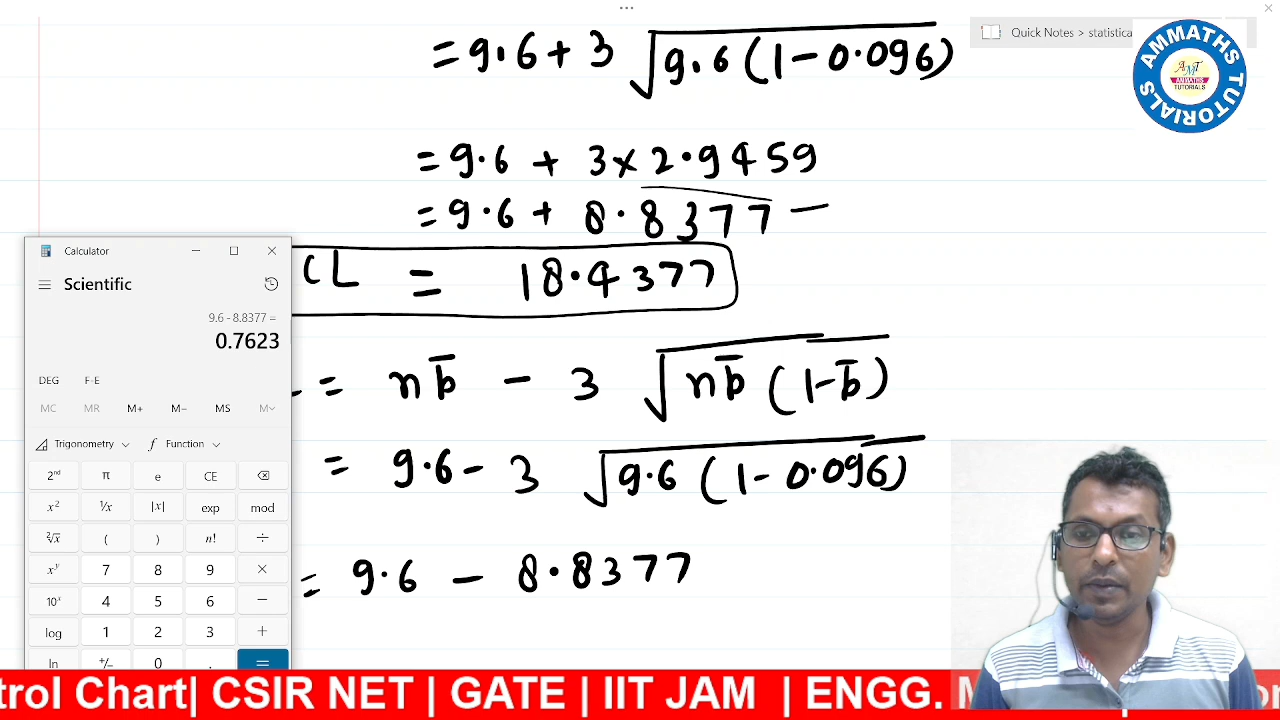 =9.6+3 √9.6(1-0.096)
Quick Notes > statistica
AMMATHS TUTORIALS
AMT
AMMATHS
TUTORIALS
=9.6 + 3×2.9459
=9.6 + 8.8377 —
CL = 18.4377
Calculator
Scientific
9.6 - 8.8377 =
0.7623
DEG F-E
MC MR M+ M− MS M˅
Trigonometry Function
2ⁿᵈ π e CE
x² ¹/x |x| exp mod
²√x ( ) n! ÷
xʸ 7 8 9 ×
10ˣ 4 5 6 −
log 1 2 3 +
ln +/− 0 . =
= np̄ - 3 √np̄(1-p̄)
= 9.6- 3 √9.6(1-0.096)
= 9.6 - 8.8377
trol Chart| CSIR NET | GATE | IIT JAM | ENGG. M